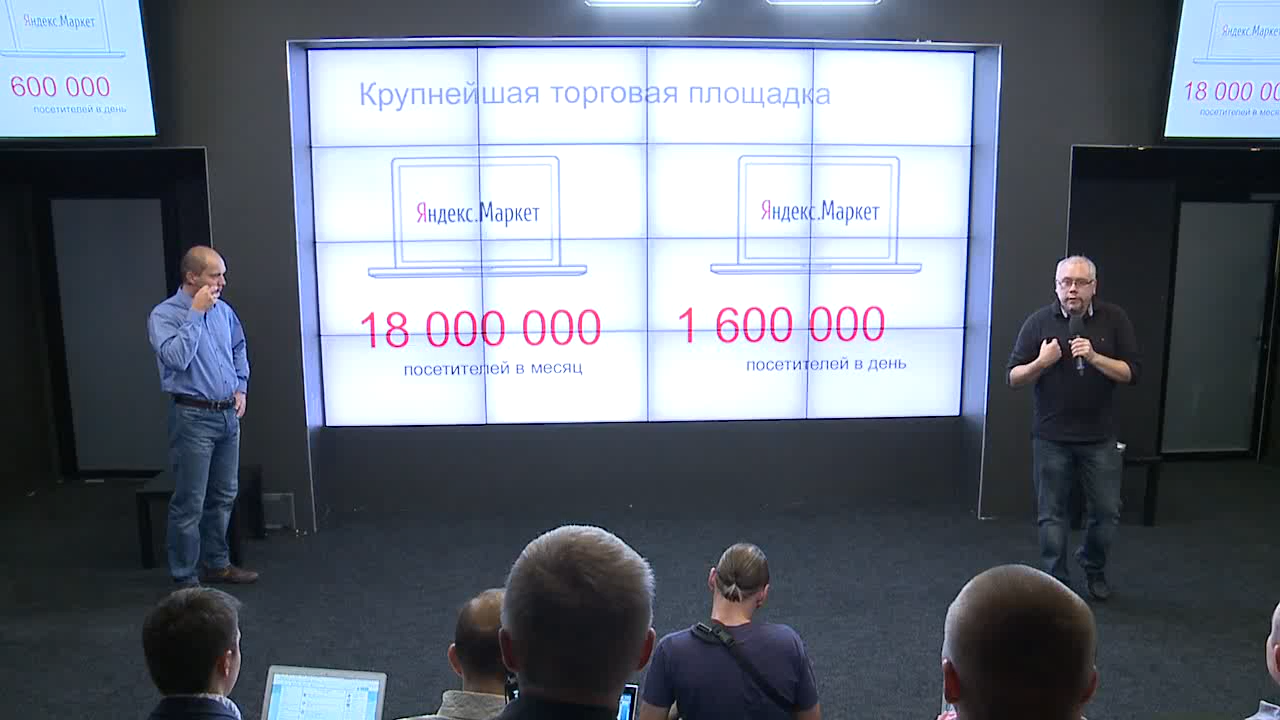 Яндекс.Маркет
600 000
посетителей в день
Крупнейшая торговая площадка
Яндекс.Маркет
18 000 000
посетителей в месяц
Яндекс.Маркет
1 600 000
посетителей в день
Яндекс.Маркет
18 000 00
посетителей в меся